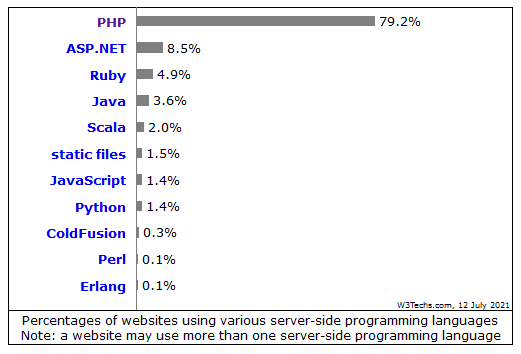 PHP 79.2%
ASP.NET 8.5%
Ruby 4.9%
Java 3.6%
Scala 2.0%
static files 1.5%
JavaScript 1.4%
Python 1.4%
ColdFusion 0.3%
Perl 0.1%
Erlang 0.1%
W3Techs.com, 12 July 2021
Percentages of websites using various server-side programming languages
Note: a website may use more than one server-side programming language